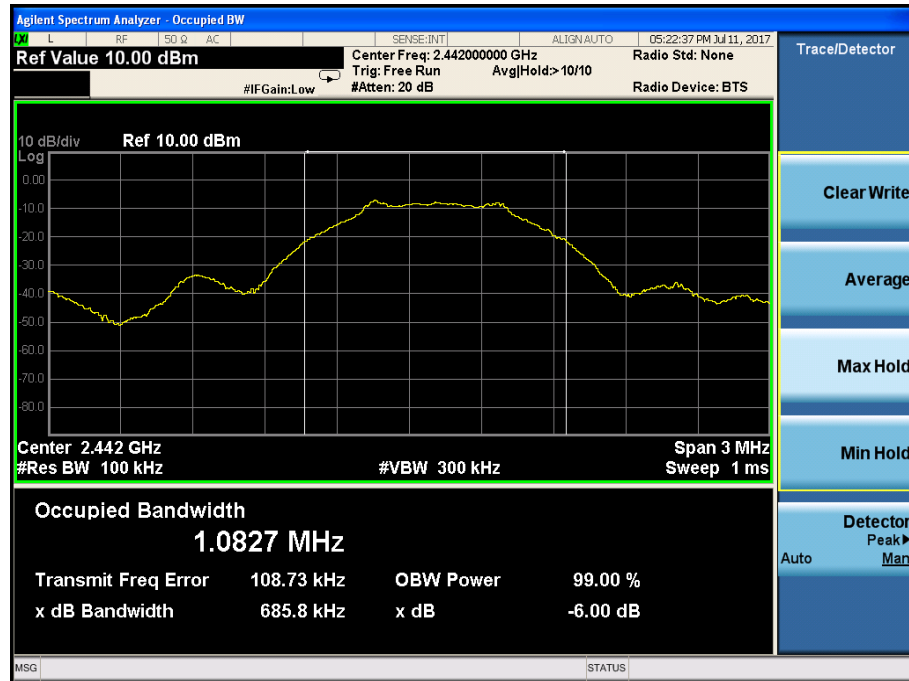 Agilent Spectrum Analyzer - Occupied BW
LXI L RF 50 Ω AC SENSE:INT ALIGN AUTO 05:22:37 PM Jul 11, 2017
Ref Value 10.00 dBm
Center Freq: 2.442000000 GHz
Radio Std: None
Trig: Free Run Avg|Hold:>10/10
#IFGain:Low #Atten: 20 dB Radio Device: BTS
10 dB/div Ref 10.00 dBm
Log
0.00
-10.0
-20.0
-30.0
-40.0
-50.0
-60.0
-70.0
-80.0
Center 2.442 GHz Span 3 MHz
#Res BW 100 kHz #VBW 300 kHz Sweep 1 ms
Occupied Bandwidth
1.0827 MHz
Transmit Freq Error 108.73 kHz OBW Power 99.00 %
x dB Bandwidth 685.8 kHz x dB -6.00 dB
MSG STATUS
Trace/Detector
Clear Write
Average
Max Hold
Min Hold
Detector
Peak▶
Auto Man